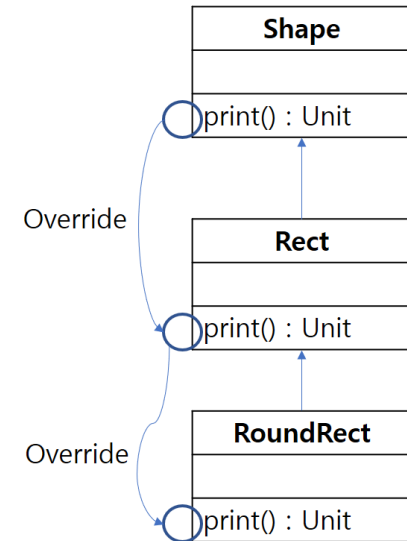 Shape
print() : Unit
Override
Rect
print() : Unit
Override
RoundRect
print() : Unit